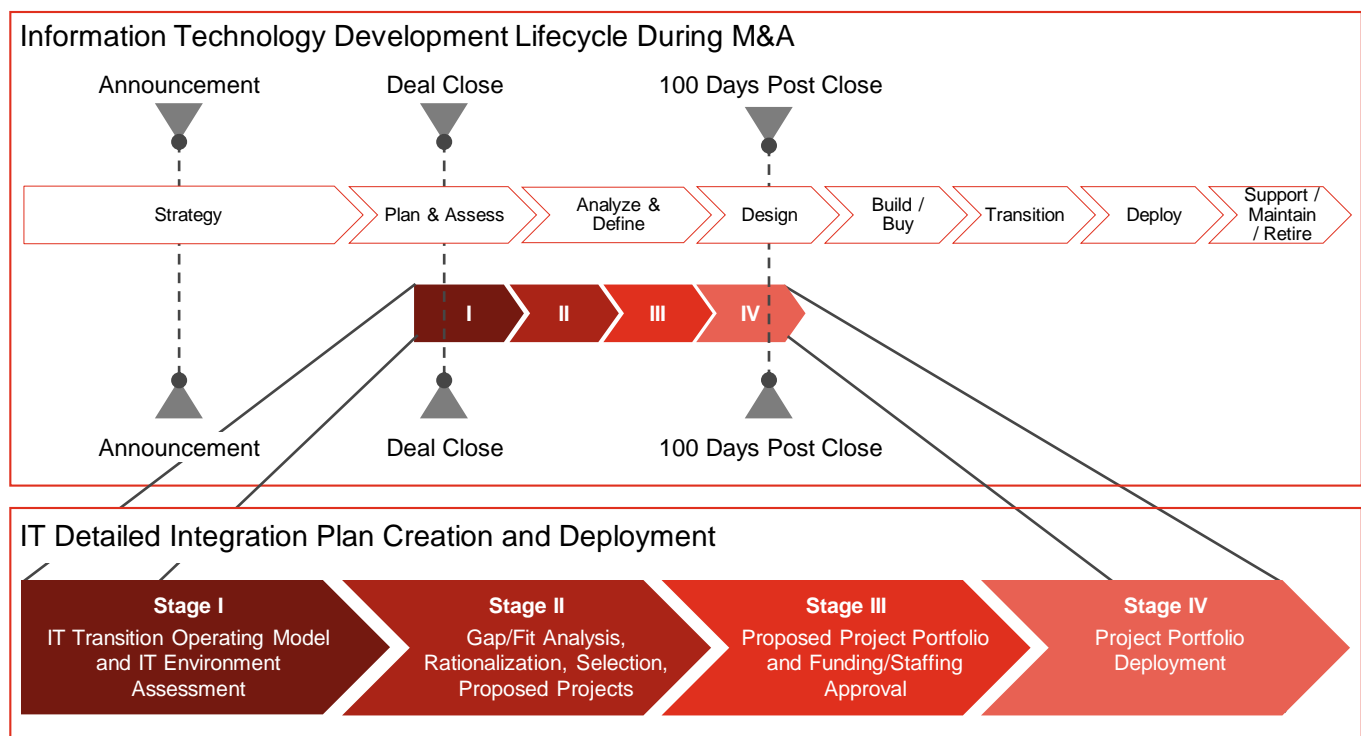 Information Technology Development Lifecycle During M&A
Announcement
Deal Close
100 Days Post Close
Strategy
Plan & Assess
Analyze &
Define
Design
Build /
Buy
Transition
Deploy
Support /
Maintain
/ Retire
I
II
III
IV
Announcement
Deal Close
100 Days Post Close
IT Detailed Integration Plan Creation and Deployment
Stage I
IT Transition Operating Model
and IT Environment
Assessment
Stage II
Gap/Fit Analysis,
Rationalization, Selection,
Proposed Projects
Stage III
Proposed Project Portfolio
and Funding/Staffing
Approval
Stage IV
Project Portfolio
Deployment